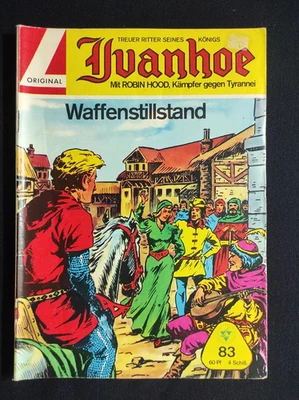 TREUER RITTER SEINES KÖNIGS
Ivanhoe
Mit ROBIN HOOD, Kämpfer gegen Tyrannei
ORIGINAL
Waffenstillstand
83
60 Pf 4 Schill.